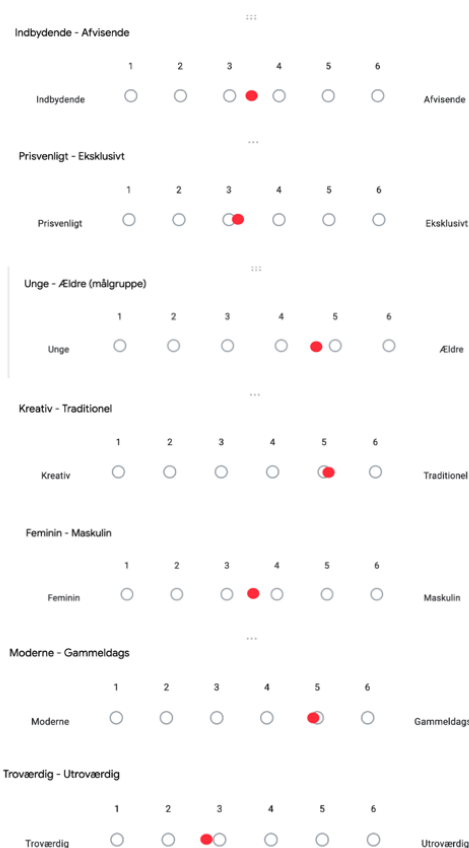 Indbydende - Afvisende
1 2 3 4 5 6
Indbydende Afvisende
Prisvenligt - Eksklusivt
1 2 3 4 5 6
Prisvenligt Eksklusivt
Unge - Ældre (målgruppe)
1 2 3 4 5 6
Unge Ældre
Kreativ - Traditionel
1 2 3 4 5 6
Kreativ Traditionel
Feminin - Maskulin
1 2 3 4 5 6
Feminin Maskulin
Moderne - Gammeldags
1 2 3 4 5 6
Moderne Gammeldags
Troværdig - Utroværdig
1 2 3 4 5 6
Troværdig Utroværdig